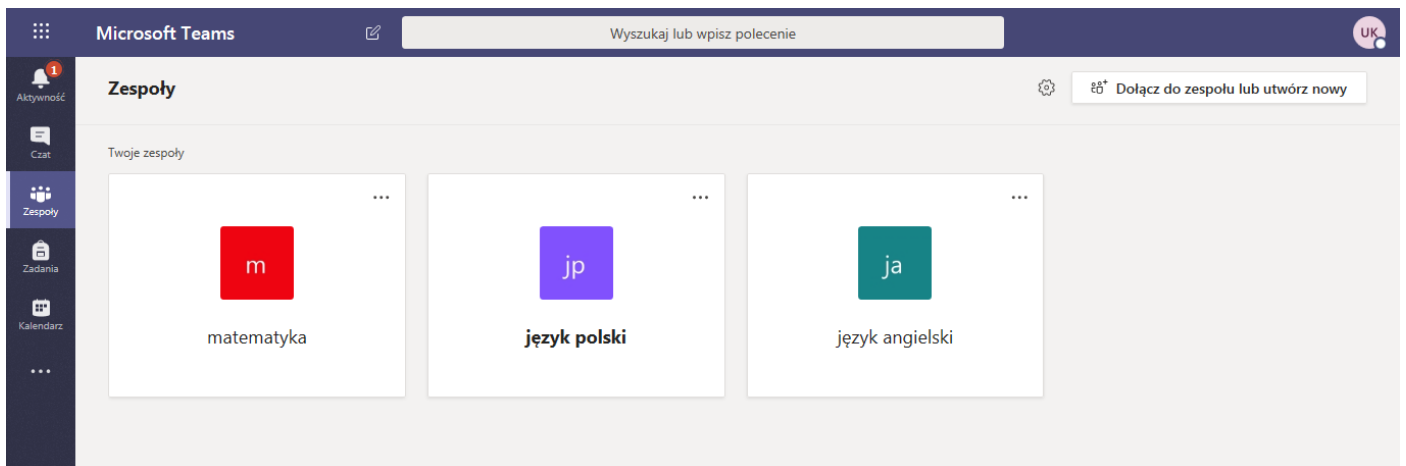 Microsoft Teams
Wyszukaj lub wpisz polecenie
UK
1
Aktywność
Czat
Zespoły
Zadania
Kalendarz
Zespoły
Dołącz do zespołu lub utwórz nowy
Twoje zespoły
m
matematyka
jp
język polski
ja
język angielski